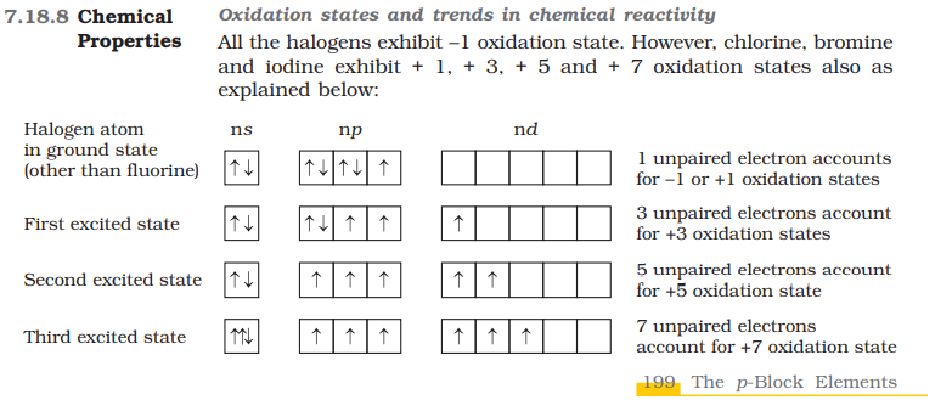 7.18.8 Chemical Properties
Oxidation states and trends in chemical reactivity
All the halogens exhibit –1 oxidation state. However, chlorine, bromine
and iodine exhibit + 1, + 3, + 5 and + 7 oxidation states also as
explained below:
Halogen atom
in ground state
(other than fluorine)
ns np nd
↑↓ ↑↓ ↑↓ ↑
1 unpaired electron accounts
for –1 or +1 oxidation states
First excited state
↑↓ ↑↓ ↑ ↑ ↑
3 unpaired electrons account
for +3 oxidation states
Second excited state
↑↓ ↑ ↑ ↑ ↑ ↑
5 unpaired electrons account
for +5 oxidation state
Third excited state
↑↑↓ ↑ ↑ ↑ ↑ ↑ ↑
7 unpaired electrons
account for +7 oxidation state
199 The p-Block Elements